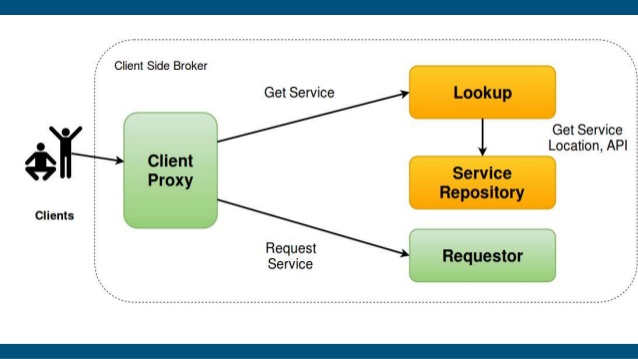 Client Side Broker
Get Service
Lookup
Get Service
Location, API
Client
Proxy
Service
Repository
Clients
Request
Service
Requestor